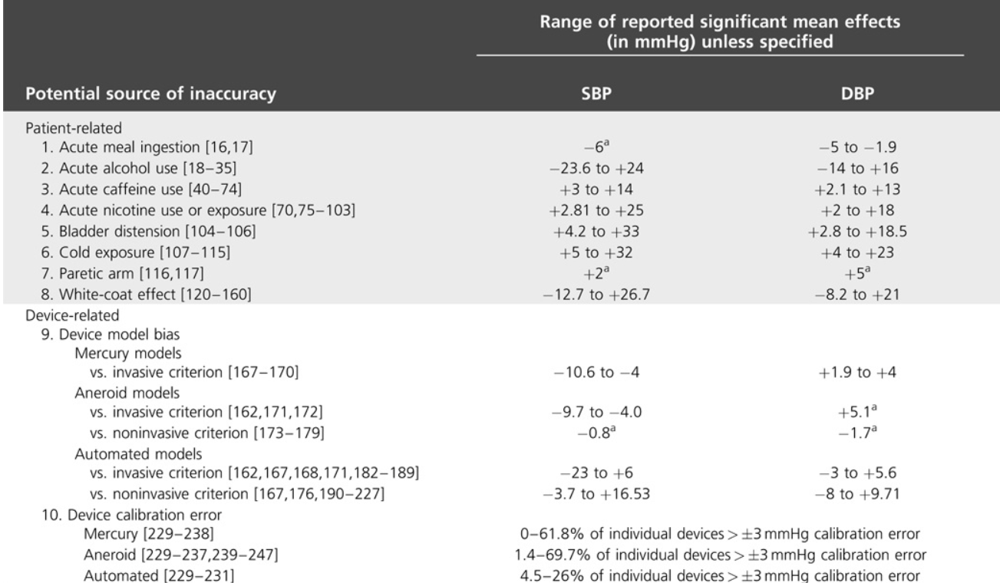 Range of reported significant mean effects
(in mmHg) unless specified
Potential source of inaccuracy SBP DBP
Patient-related
1. Acute meal ingestion [16,17] −6ᵃ −5 to −1.9
2. Acute alcohol use [18–35] −23.6 to +24 −14 to +16
3. Acute caffeine use [40–74] +3 to +14 +2.1 to +13
4. Acute nicotine use or exposure [70,75–103] +2.81 to +25 +2 to +18
5. Bladder distension [104–106] +4.2 to +33 +2.8 to +18.5
6. Cold exposure [107–115] +5 to +32 +4 to +23
7. Paretic arm [116,117] +2ᵃ +5ᵃ
8. White-coat effect [120–160] −12.7 to +26.7 −8.2 to +21
Device-related
9. Device model bias
Mercury models
vs. invasive criterion [167–170] −10.6 to −4 +1.9 to +4
Aneroid models
vs. invasive criterion [162,171,172] −9.7 to −4.0 +5.1ᵃ
vs. noninvasive criterion [173–179] −0.8ᵃ −1.7ᵃ
Automated models
vs. invasive criterion [162,167,168,171,182–189] −23 to +6 −3 to +5.6
vs. noninvasive criterion [167,176,190–227] −3.7 to +16.53 −8 to +9.71
10. Device calibration error
Mercury [229–238] 0–61.8% of individual devices > ±3 mmHg calibration error
Aneroid [229–237,239–247] 1.4–69.7% of individual devices > ±3 mmHg calibration error
Automated [229–231] 4.5–26% of individual devices > ±3 mmHg calibration error